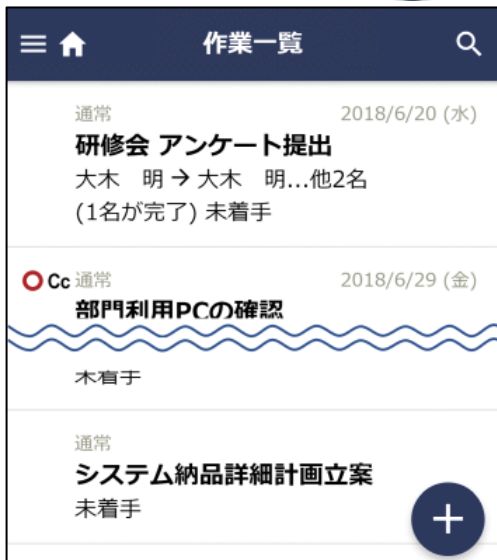 作業一覧
通常 2018/6/20 (水)
研修会 アンケート提出
大木 明 → 大木 明...他2名
(1名が完了) 未着手
Cc 通常 2018/6/29 (金)
部門利用PCの確認
未着手
通常
システム納品詳細計画立案
未着手